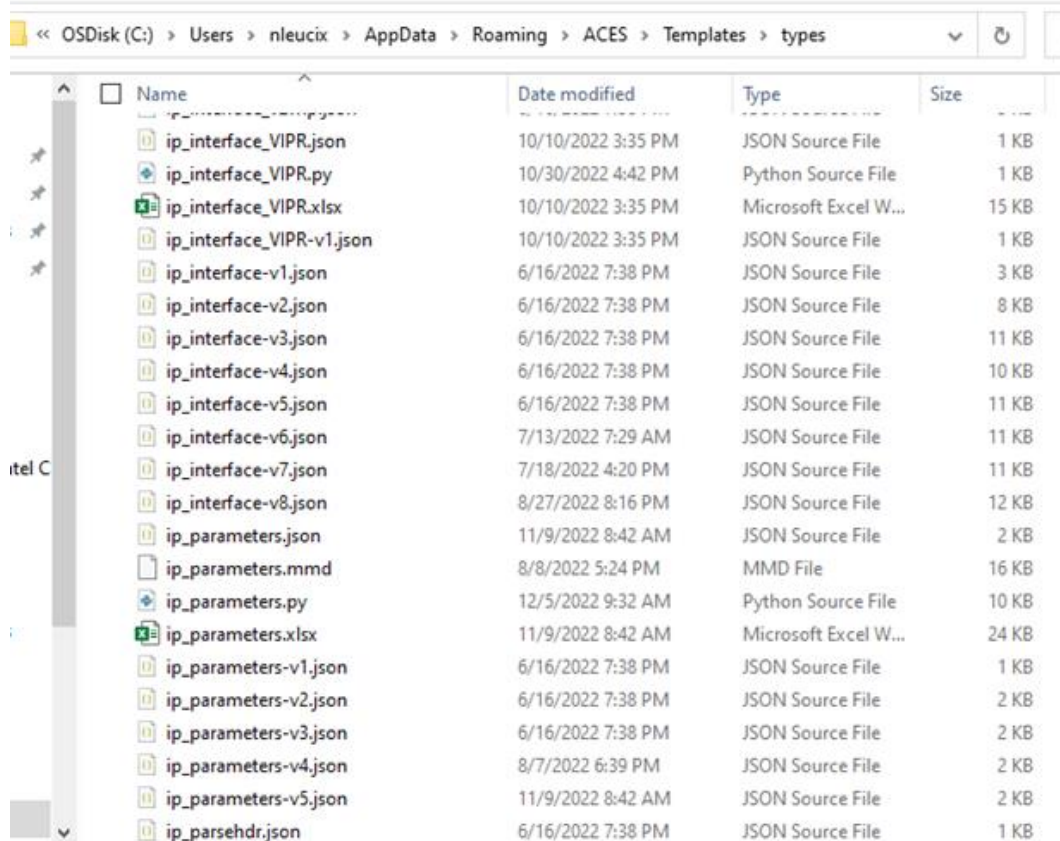 « OSDisk (C:) › Users › nleucix › AppData › Roaming › ACES › Templates › types
Name Date modified Type Size
ip_interface_VIPR.json 10/10/2022 3:35 PM JSON Source File 1 KB
ip_interface_VIPR.py 10/30/2022 4:42 PM Python Source File 1 KB
ip_interface_VIPR.xlsx 10/10/2022 3:35 PM Microsoft Excel W... 15 KB
ip_interface_VIPR-v1.json 10/10/2022 3:35 PM JSON Source File 1 KB
ip_interface-v1.json 6/16/2022 7:38 PM JSON Source File 3 KB
ip_interface-v2.json 6/16/2022 7:38 PM JSON Source File 8 KB
ip_interface-v3.json 6/16/2022 7:38 PM JSON Source File 11 KB
ip_interface-v4.json 6/16/2022 7:38 PM JSON Source File 10 KB
ip_interface-v5.json 6/16/2022 7:38 PM JSON Source File 11 KB
ip_interface-v6.json 7/13/2022 7:29 AM JSON Source File 11 KB
itel C ip_interface-v7.json 7/18/2022 4:20 PM JSON Source File 11 KB
ip_interface-v8.json 8/27/2022 8:16 PM JSON Source File 12 KB
ip_parameters.json 11/9/2022 8:42 AM JSON Source File 2 KB
ip_parameters.mmd 8/8/2022 5:24 PM MMD File 16 KB
ip_parameters.py 12/5/2022 9:32 AM Python Source File 10 KB
ip_parameters.xlsx 11/9/2022 8:42 AM Microsoft Excel W... 24 KB
ip_parameters-v1.json 6/16/2022 7:38 PM JSON Source File 1 KB
ip_parameters-v2.json 6/16/2022 7:38 PM JSON Source File 2 KB
ip_parameters-v3.json 6/16/2022 7:38 PM JSON Source File 2 KB
ip_parameters-v4.json 8/7/2022 6:39 PM JSON Source File 2 KB
ip_parameters-v5.json 11/9/2022 8:42 AM JSON Source File 2 KB
ip_parsehdr.json 6/16/2022 7:38 PM JSON Source File 1 KB